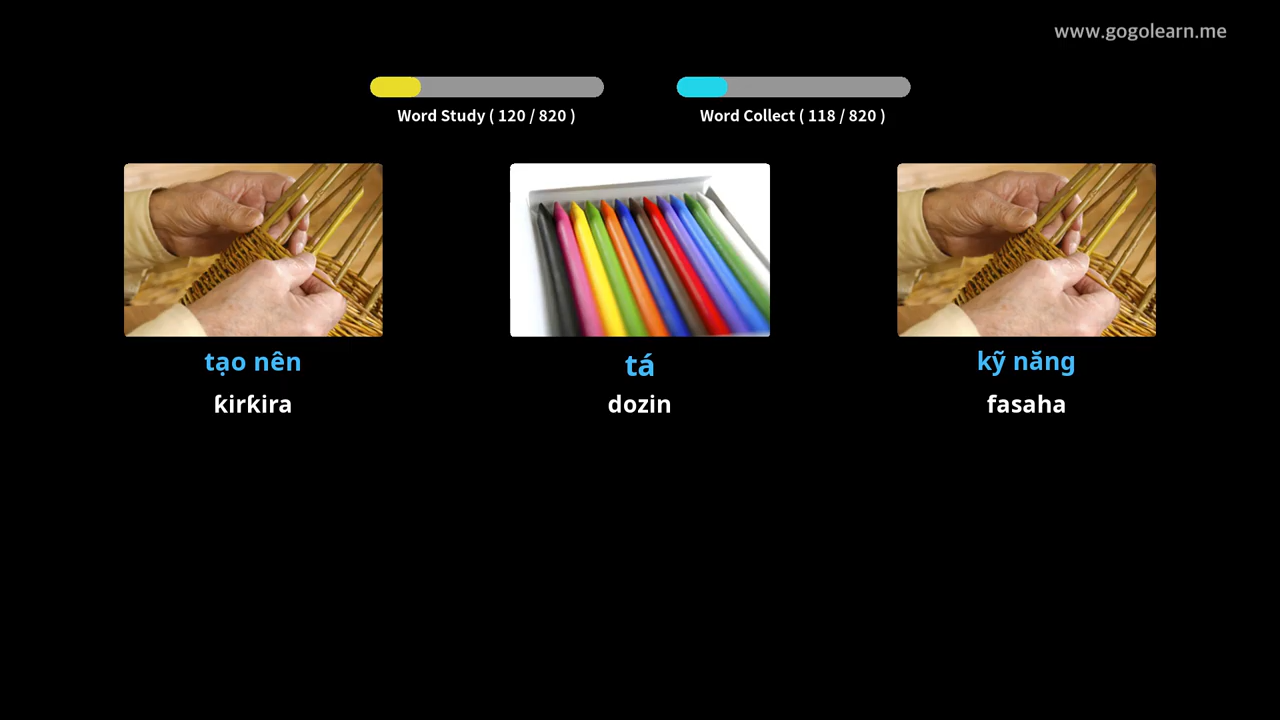 www.gogolearn.me
Word Study ( 120 / 820 )
Word Collect ( 118 / 820 )
tạo nên
ƙirƙira
tá
dozin
kỹ năng
fasaha